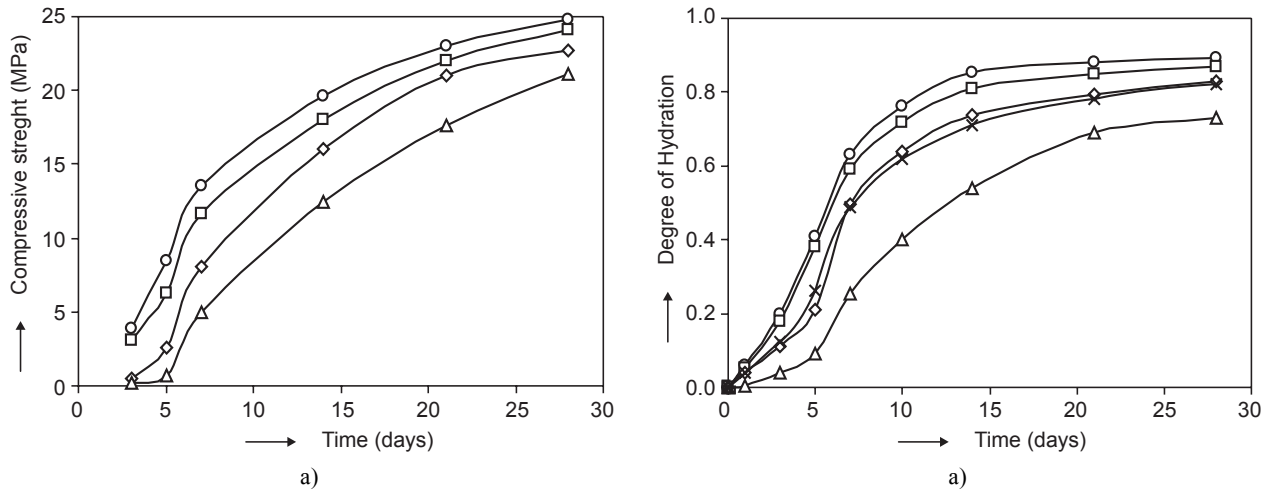 25
20
15
10
5
0
0 5 10 15 20 25 30
Compressive streght (MPa)
Time (days)
a)
1.0
0.8
0.6
0.4
0.2
0.0
0 5 10 15 20 25 30
Degree of Hydration
Time (days)
a)